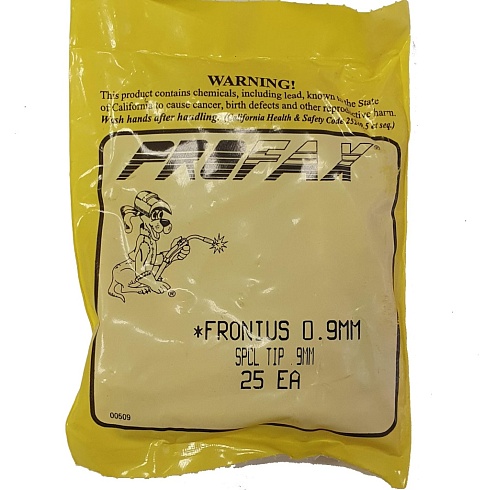 WARNING!
This product contains chemicals, including lead, known to the State
of California to cause cancer, birth defects and other reproductive harm.
Wash hands after handling. (California Health & Safety Code et seq.)
PROFAX®
®
*FRONIUS 0.9MM
SPCL TIP .9MM
25 EA
00509